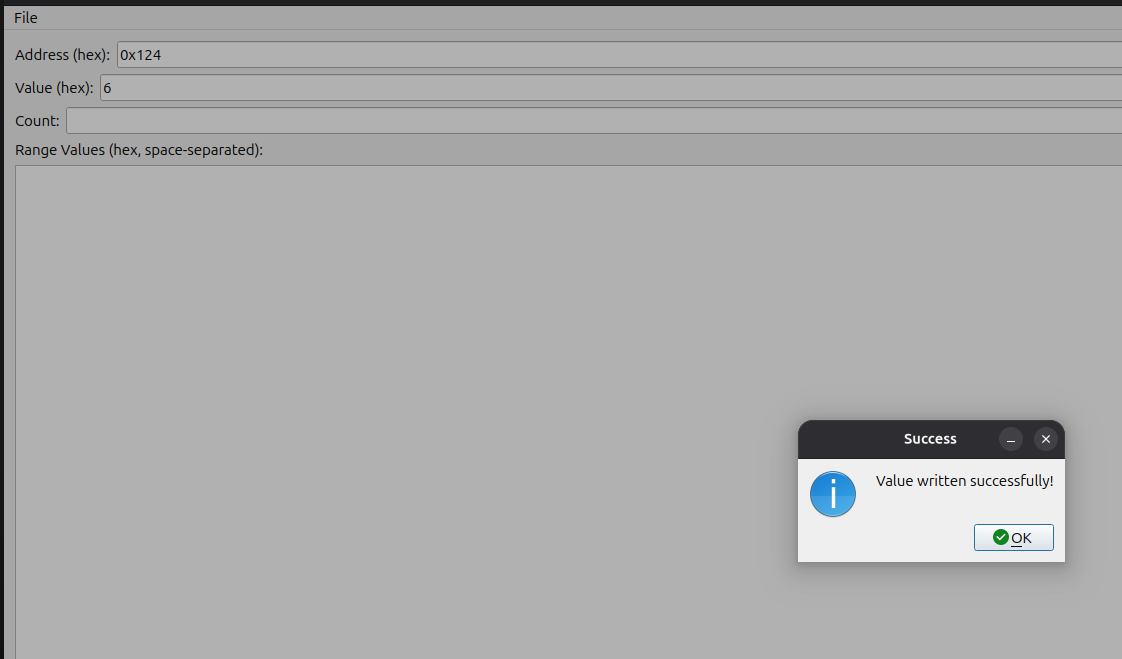 File
Address (hex): 0x124
Value (hex): 6
Count:
Range Values (hex, space-separated):
Success
Value written successfully!
OK